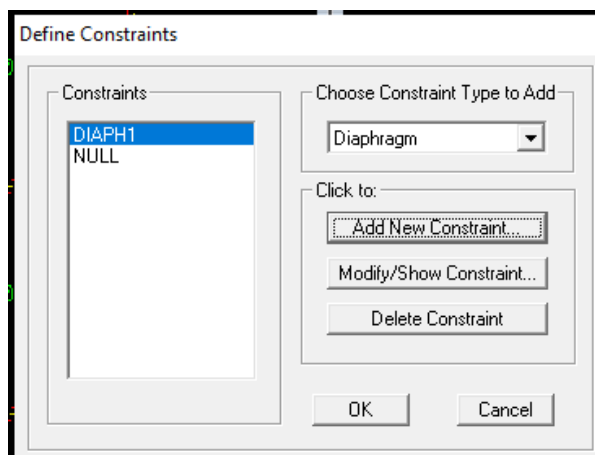 Define Constraints
Constraints
DIAPH1
NULL
Choose Constraint Type to Add
Diaphragm
Click to:
Add New Constraint...
Modify/Show Constraint...
Delete Constraint
OK
Cancel